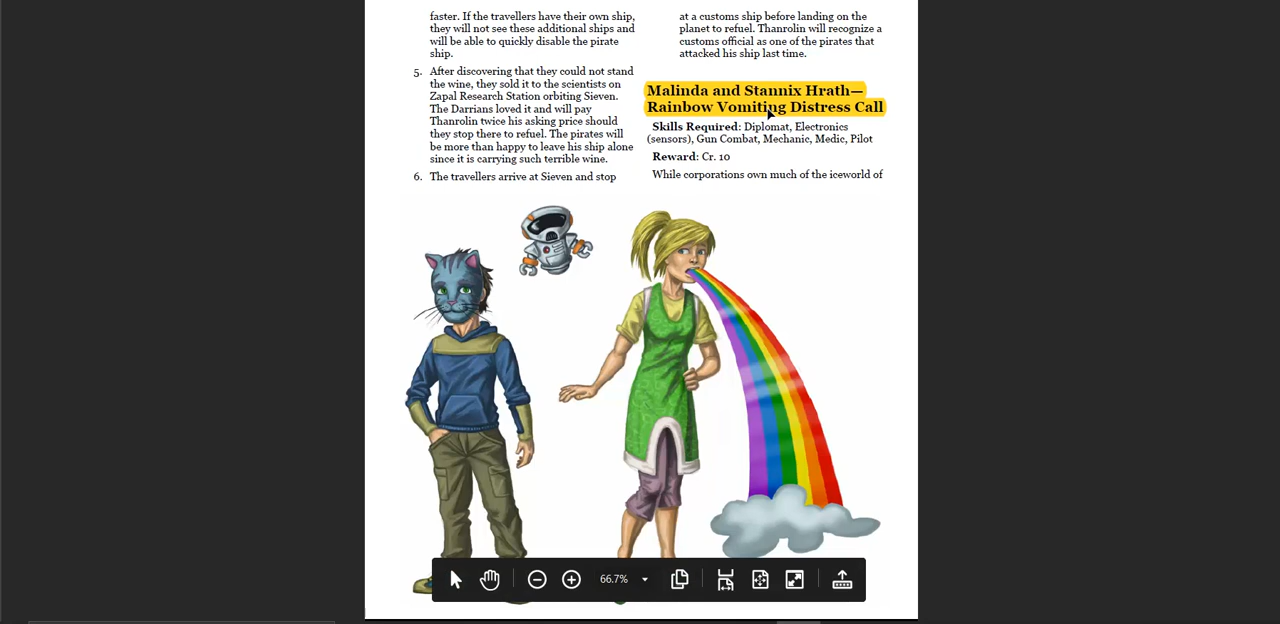 faster. If the travellers have their own ship,
they will not see these additional ships and
will be able to quickly disable the pirate
ship.
5. After discovering that they could not stand
the wine, they sold it to the scientists on
Zapal Research Station orbiting Sieven.
The Darrians loved it and will pay
Thanrolin twice his asking price should
they stop there to refuel. The pirates will
be more than happy to leave his ship alone
since it is carrying such terrible wine.
6. The travellers arrive at Sieven and stop
at a customs ship before landing on the
planet to refuel. Thanrolin will recognize a
customs official as one of the pirates that
attacked his ship last time.
Malinda and Stannix Hrath—
Rainbow Vomiting Distress Call
Skills Required: Diplomat, Electronics
(sensors), Gun Combat, Mechanic, Medic, Pilot
Reward: Cr. 10
While corporations own much of the iceworld of
66.7%